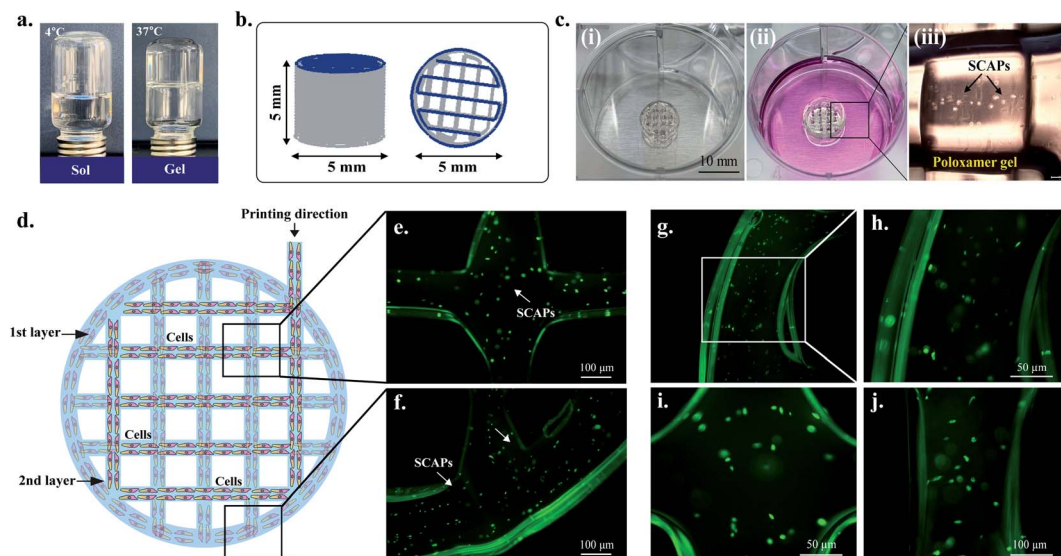 a.
4°C
37°C
Sol
Gel
b.
5 mm
5 mm
5 mm
c.
(i)
10 mm
(ii)
(iii)
SCAPs
Poloxamer gel
d.
Printing direction
1st layer
Cells
Cells
2nd layer
Cells
e.
SCAPs
100 µm
f.
SCAPs
100 µm
g.
100 µm
h.
50 µm
i.
50 µm
j.
100 µm